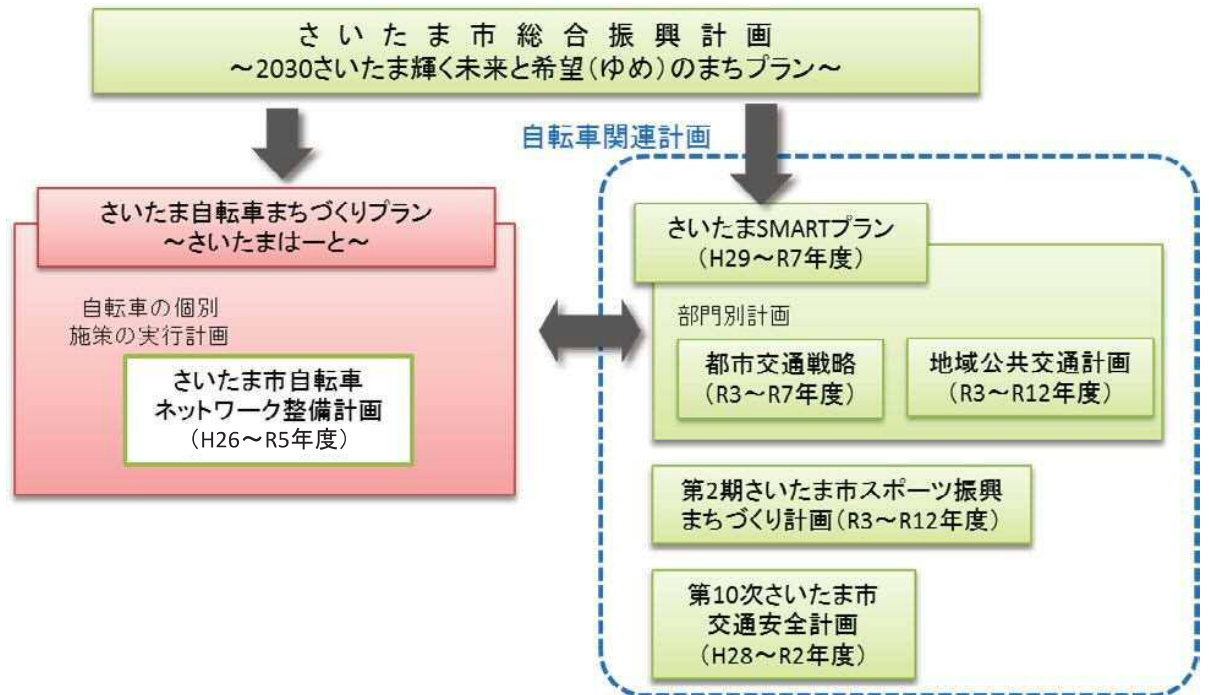 さいたま市総合振興計画
～2030さいたま輝く未来と希望(ゆめ)のまちプラン～
自転車関連計画
さいたま自転車まちづくりプラン
～さいたまはーと～
自転車の個別
施策の実行計画
さいたま市自転車
ネットワーク整備計画
(H26～R5年度)
さいたまSMARTプラン
(H29～R7年度)
部門別計画
都市交通戦略
(R3～R7年度)
地域公共交通計画
(R3～R12年度)
第2期さいたま市スポーツ振興
まちづくり計画(R3～R12年度)
第10次さいたま市
交通安全計画
(H28～R2年度)